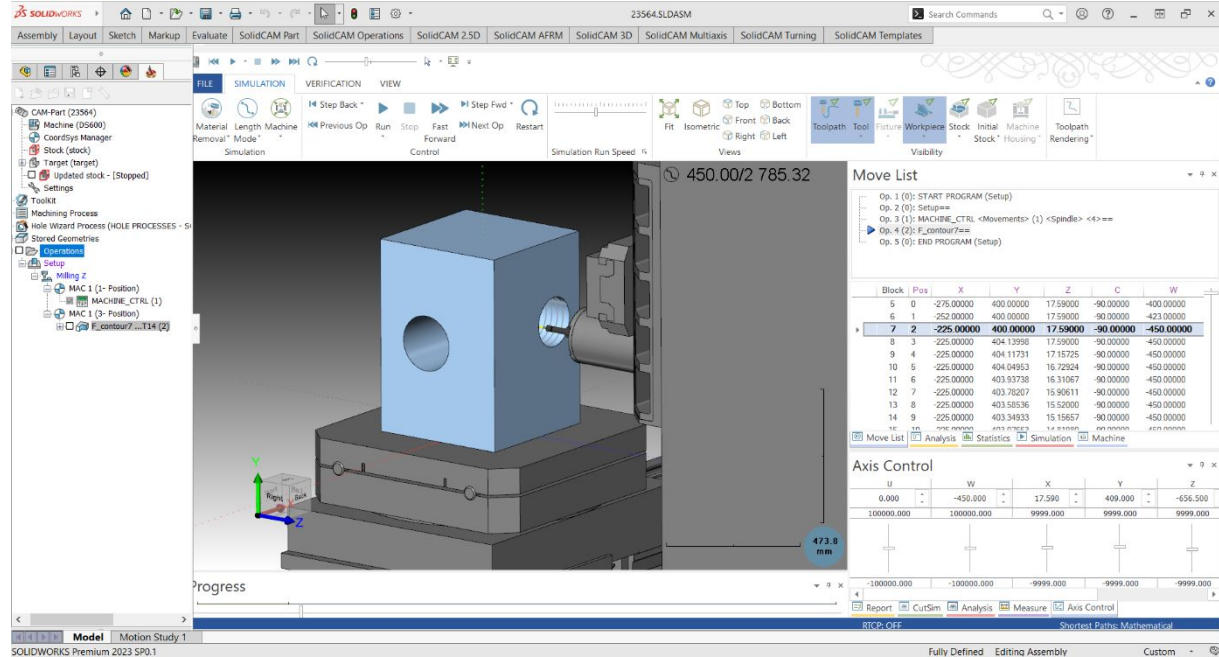 SOLIDWORKS
23564.SLDASM
Search Commands
Assembly Layout Sketch Markup Evaluate SolidCAM Part SolidCAM Operations SolidCAM 2.5D SolidCAM AFRM SolidCAM 3D SolidCAM Multiaxis SolidCAM Turning SolidCAM Templates
CAM-Part (23564)
Machine (DS600)
CoordSys Manager
Stock (stock)
Target (target)
Updated stock - [Stopped]
Settings
ToolKit
Machining Process
Hole Wizard Process (HOLE PROCESSES - S
Stored Geometries
Operations
Setup
Milling Z
MAC 1 (1- Position)
MACHINE_CTRL (1)
MAC 1 (3- Position)
F_contour7 ...T14 (2)
FILE SIMULATION VERIFICATION VIEW
Material Removal
Length Mode
Machine
Simulation
Step Back
Previous Op
Run
Stop
Fast Forward
Step Fwd
Next Op
Restart
Control
Simulation Run Speed
Fit
Isometric
Top Bottom
Front Back
Right Left
Views
Toolpath
Tool
Fixture
Workpiece
Stock
Initial Stock
Machine Housing
Visibility
Toolpath Rendering
450.00/2 785.32
Y
Z
Right Back
473.8
mm
Progress
Move List
Op. 1 (0): START PROGRAM (Setup)
Op. 2 (0): Setup==
Op. 3 (1): MACHINE_CTRL <Movements> (1) <Spindle> <4>==
Op. 4 (2): F_contour7==
Op. 5 (0): END PROGRAM (Setup)
Block Pos X Y Z C W
5 0 -275.00000 400.00000 17.59000 -90.00000 -400.00000
6 1 -252.00000 400.00000 17.59000 -90.00000 -423.00000
7 2 -225.00000 400.00000 17.59000 -90.00000 -450.00000
8 3 -225.00000 404.13998 17.59000 -90.00000 -450.00000
9 4 -225.00000 404.11731 17.15725 -90.00000 -450.00000
10 5 -225.00000 404.04953 16.72924 -90.00000 -450.00000
11 6 -225.00000 403.93738 16.31067 -90.00000 -450.00000
12 7 -225.00000 403.78207 15.90611 -90.00000 -450.00000
13 8 -225.00000 403.58536 15.52000 -90.00000 -450.00000
14 9 -225.00000 403.34933 15.15657 -90.00000 -450.00000
Move List Analysis Statistics Simulation Machine
Axis Control
U W X Y Z
0.000 -450.000 17.590 409.000 -656.500
100000.000 100000.000 9999.000 9999.000 9999.000
-100000.000 -100000.000 -9999.000 -9999.000 -9999.000
Report CutSim Analysis Measure Axis Control
RTCP: OFF Shortest Paths: Mathematical
Model Motion Study 1
SOLIDWORKS Premium 2023 SP0.1
Fully Defined Editing Assembly Custom